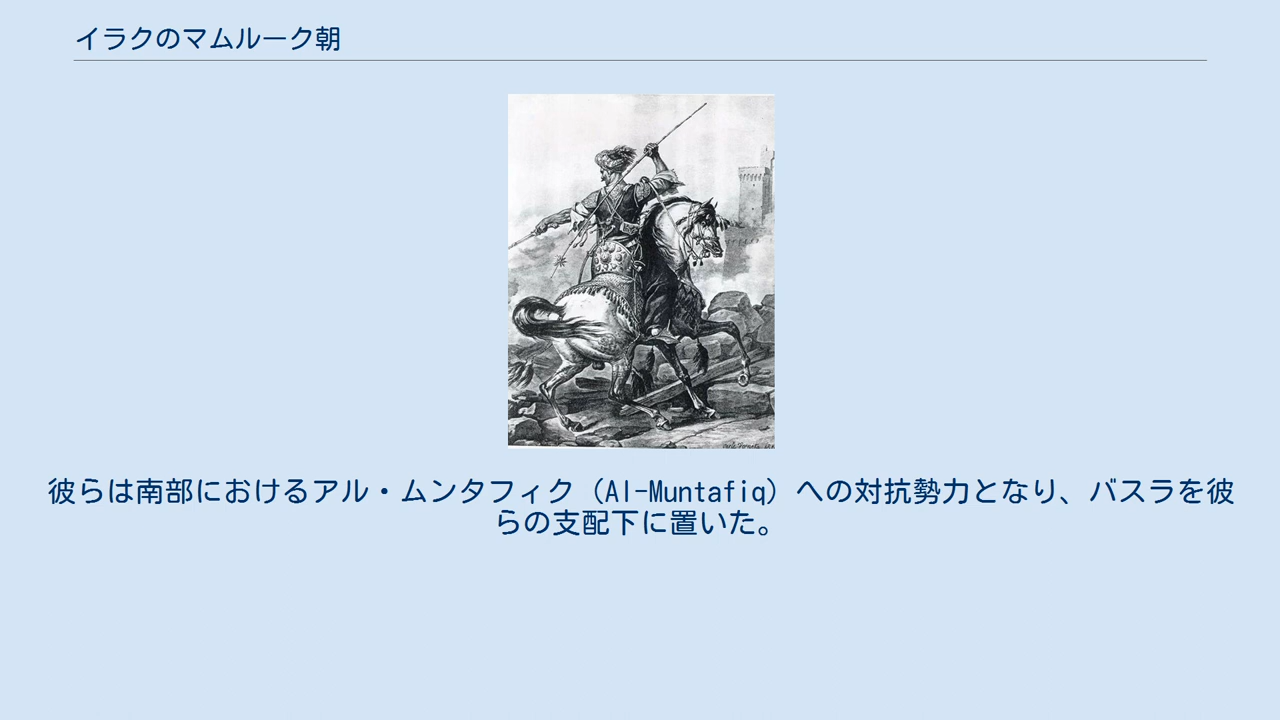 イラクのマムルーク朝
彼らは南部におけるアル・ムンタフィク（Al-Muntafiq）への対抗勢力となり、バスラを彼
らの支配下に置いた。